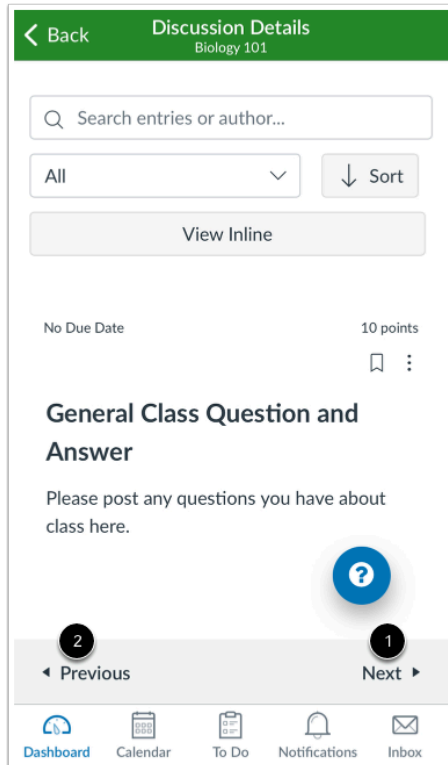 Back
Discussion Details
Biology 101
Search entries or author...
All
Sort
View Inline
No Due Date
10 points
General Class Question and
Answer
Please post any questions you have about
class here.
?
2
1
Previous
Next
Dashboard
Calendar
To Do
Notifications
Inbox